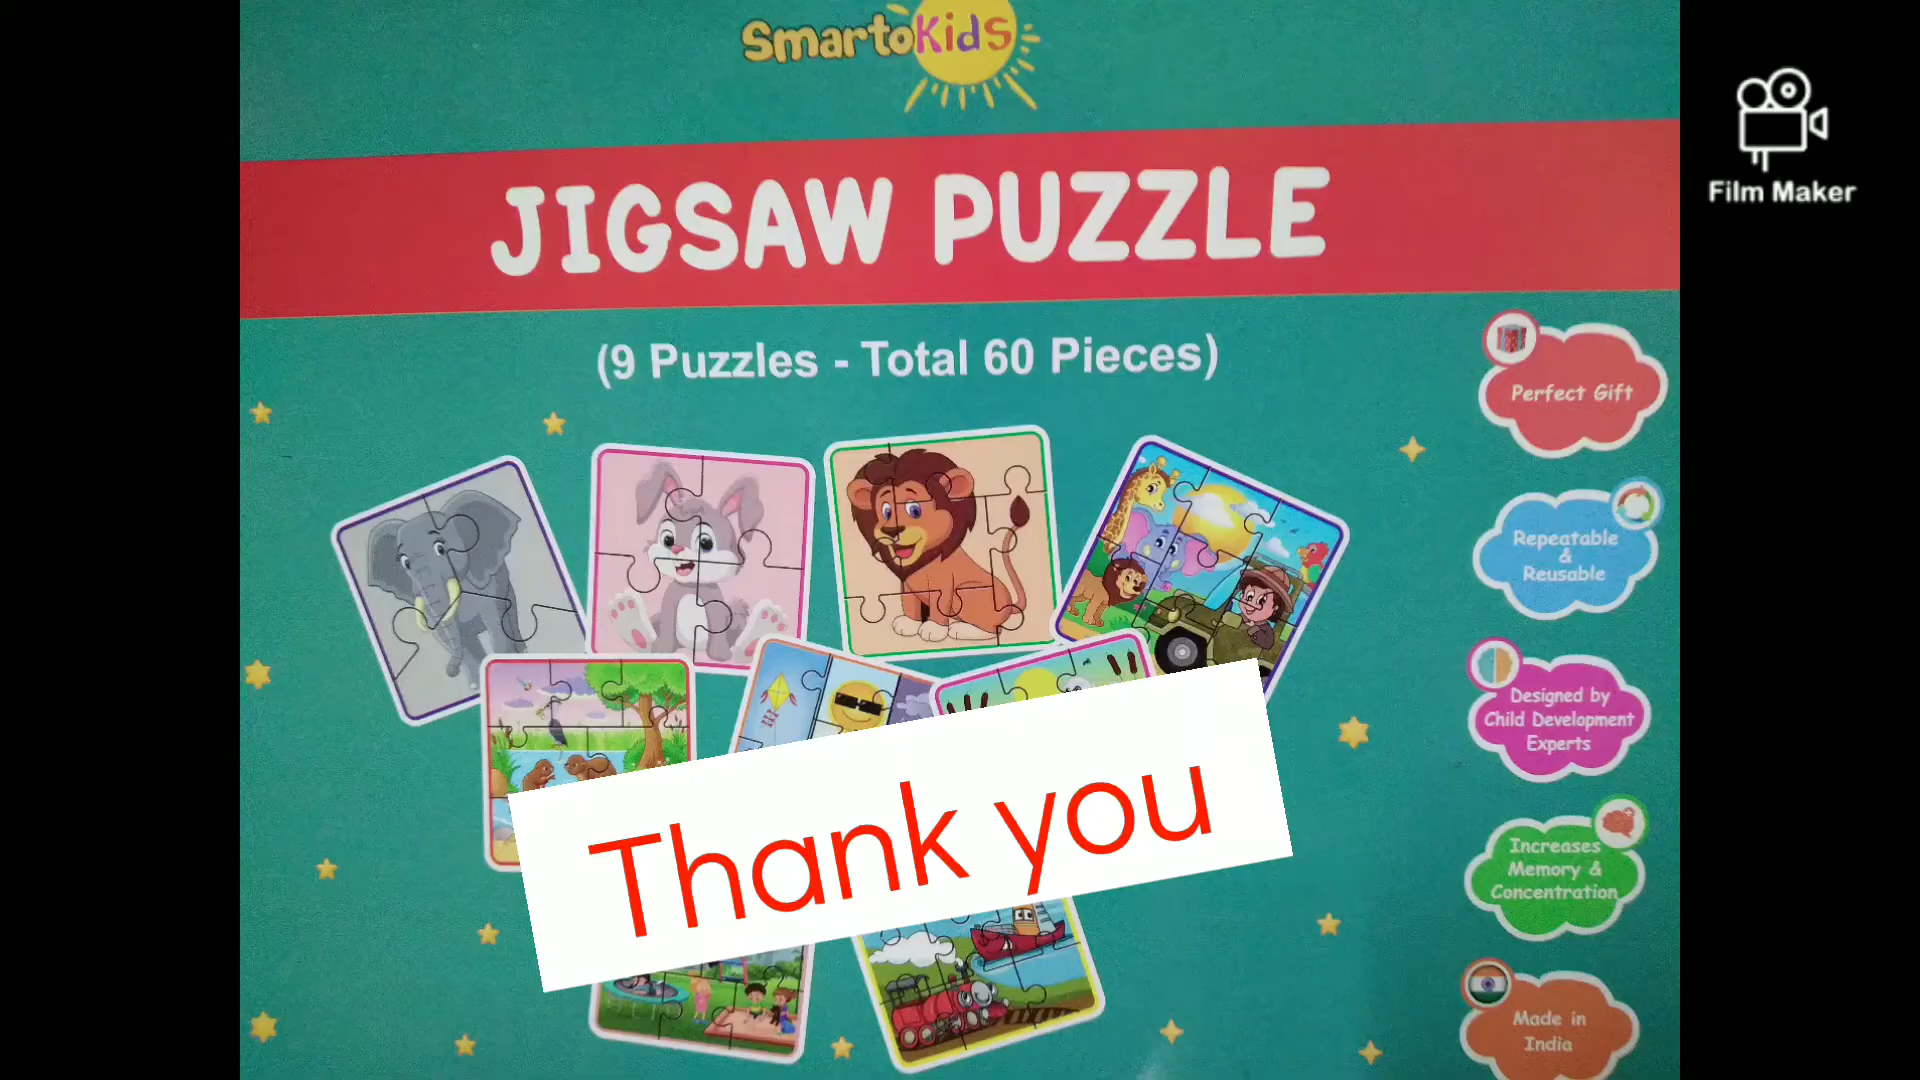 SmartoKids
Film Maker
JIGSAW PUZZLE
(9 Puzzles - Total 60 Pieces)
Perfect Gift
Repeatable
&
Reusable
Designed by
Child Development
Experts
Increases
Memory &
Concentration
Made in
India
Thank you